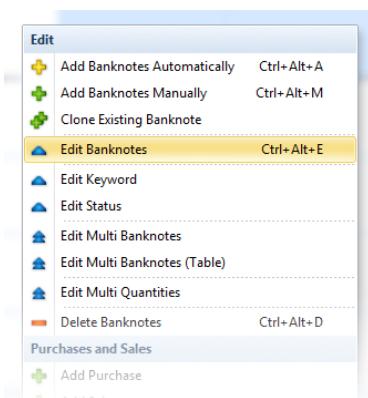 Edit
Add Banknotes Automatically Ctrl+Alt+A
Add Banknotes Manually Ctrl+Alt+M
Clone Existing Banknote
Edit Banknotes Ctrl+Alt+E
Edit Keyword
Edit Status
Edit Multi Banknotes
Edit Multi Banknotes (Table)
Edit Multi Quantities
Delete Banknotes Ctrl+Alt+D
Purchases and Sales
Add Purchase